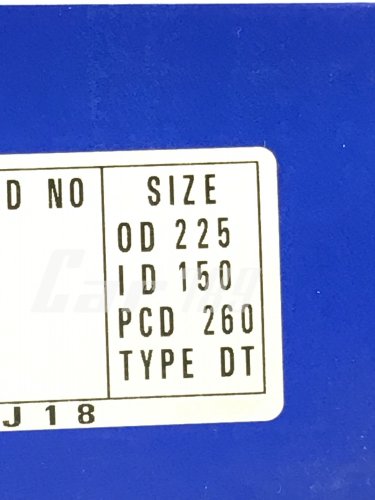 D NO
SIZE
OD 225
ID 150
PCD 260
TYPE DT
J18